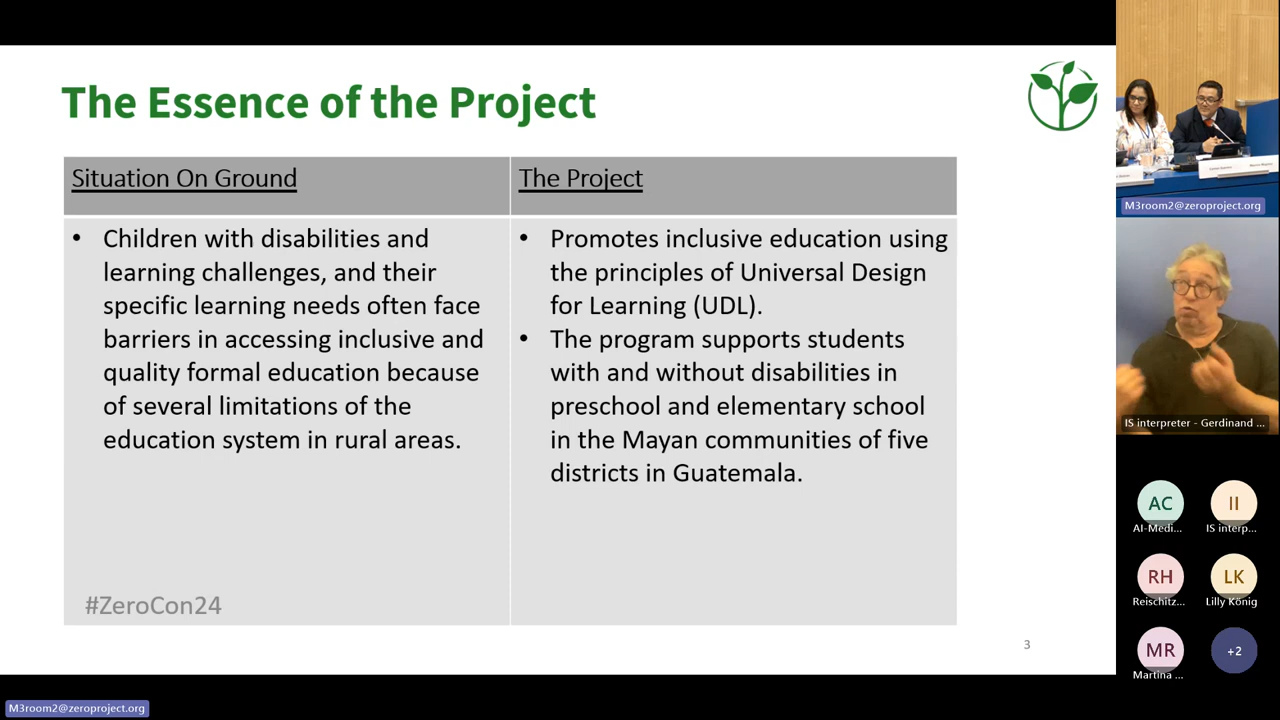 The Essence of the Project
Situation On Ground
Children with disabilities and
learning challenges, and their
specific learning needs often face
barriers in accessing inclusive and
quality formal education because
of several limitations of the
education system in rural areas.
The Project
Promotes inclusive education using
the principles of Universal Design
for Learning (UDL).
The program supports students
with and without disabilities in
preschool and elementary school
in the Mayan communities of five
districts in Guatemala.
#ZeroCon24
3
M3room2@zeroproject.org
IS interpreter - Gerdinand ...
AC
AI-Medi...
II
IS interp...
RH
Reischitz...
LK
Lilly König
MR
Martina ...
+2
M3room2@zeroproject.org